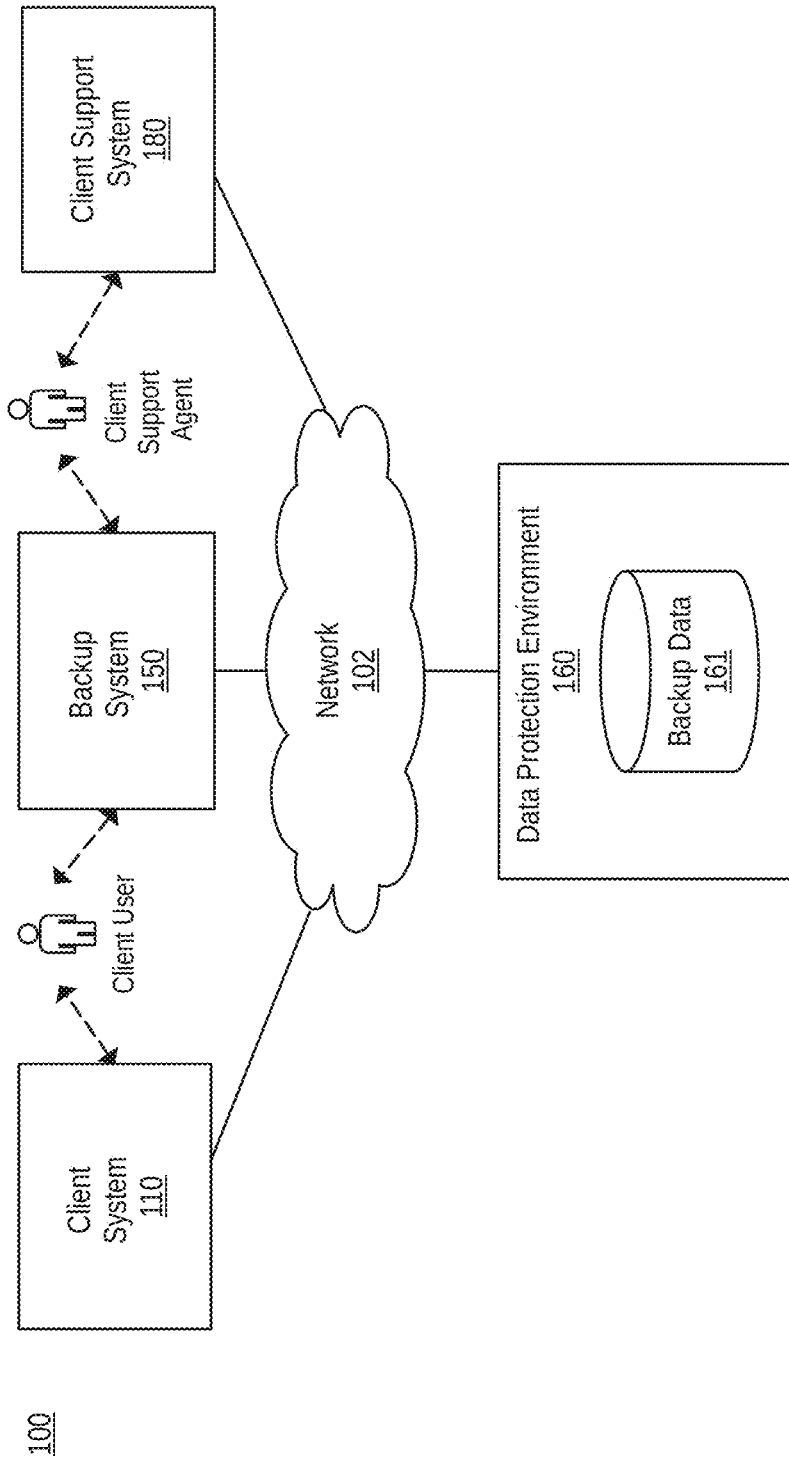 100
Client
System
110
Client User
Backup
System
150
Client
Support
Agent
Client Support
System
180
Network
102
Data Protection Environment
160
Backup Data
161